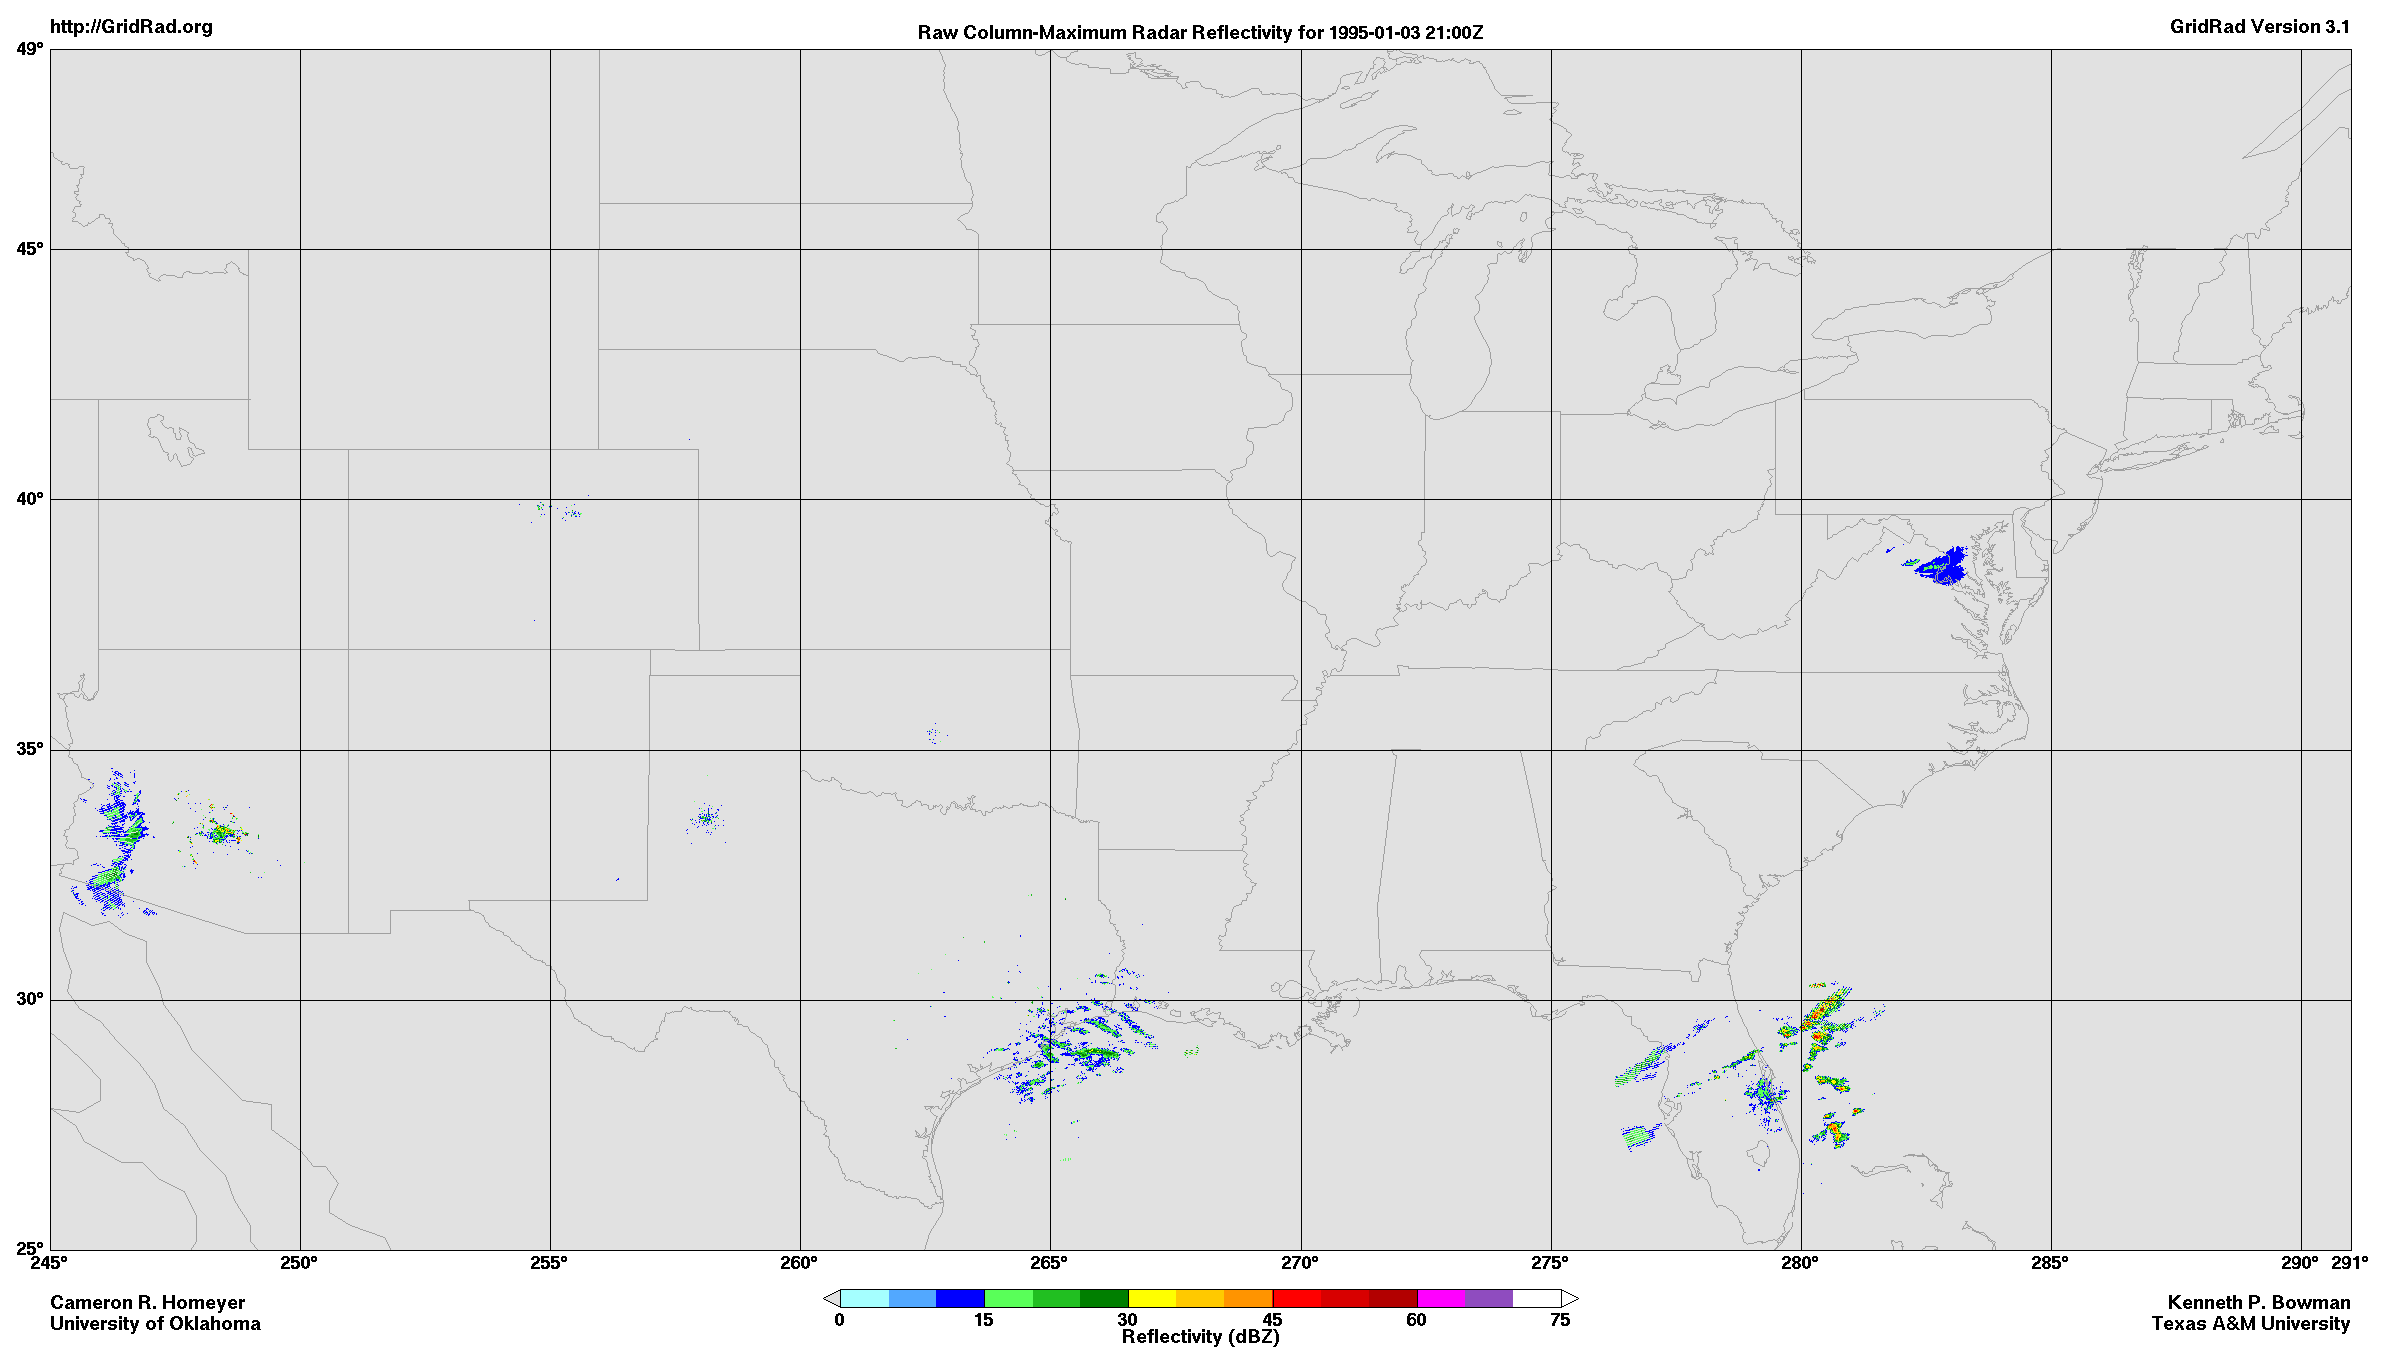 http://GridRad.org
Raw Column-Maximum Radar Reflectivity for 1995-01-03 21:00Z
GridRad Version 3.1
49°
45°
40°
35°
30°
25°
245° 250° 255° 260° 265° 270° 275° 280° 285° 290° 291°
0 15 30 45 60 75
Reflectivity (dBZ)
Cameron R. Homeyer
University of Oklahoma
Kenneth P. Bowman
Texas A&M University